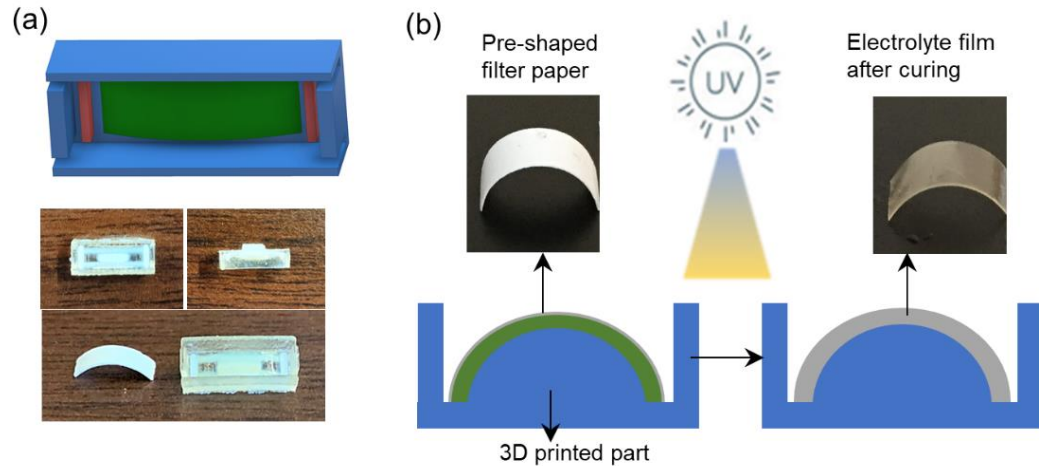 (a)
(b)
Pre-shaped
filter paper
UV
Electrolyte film
after curing
3D printed part